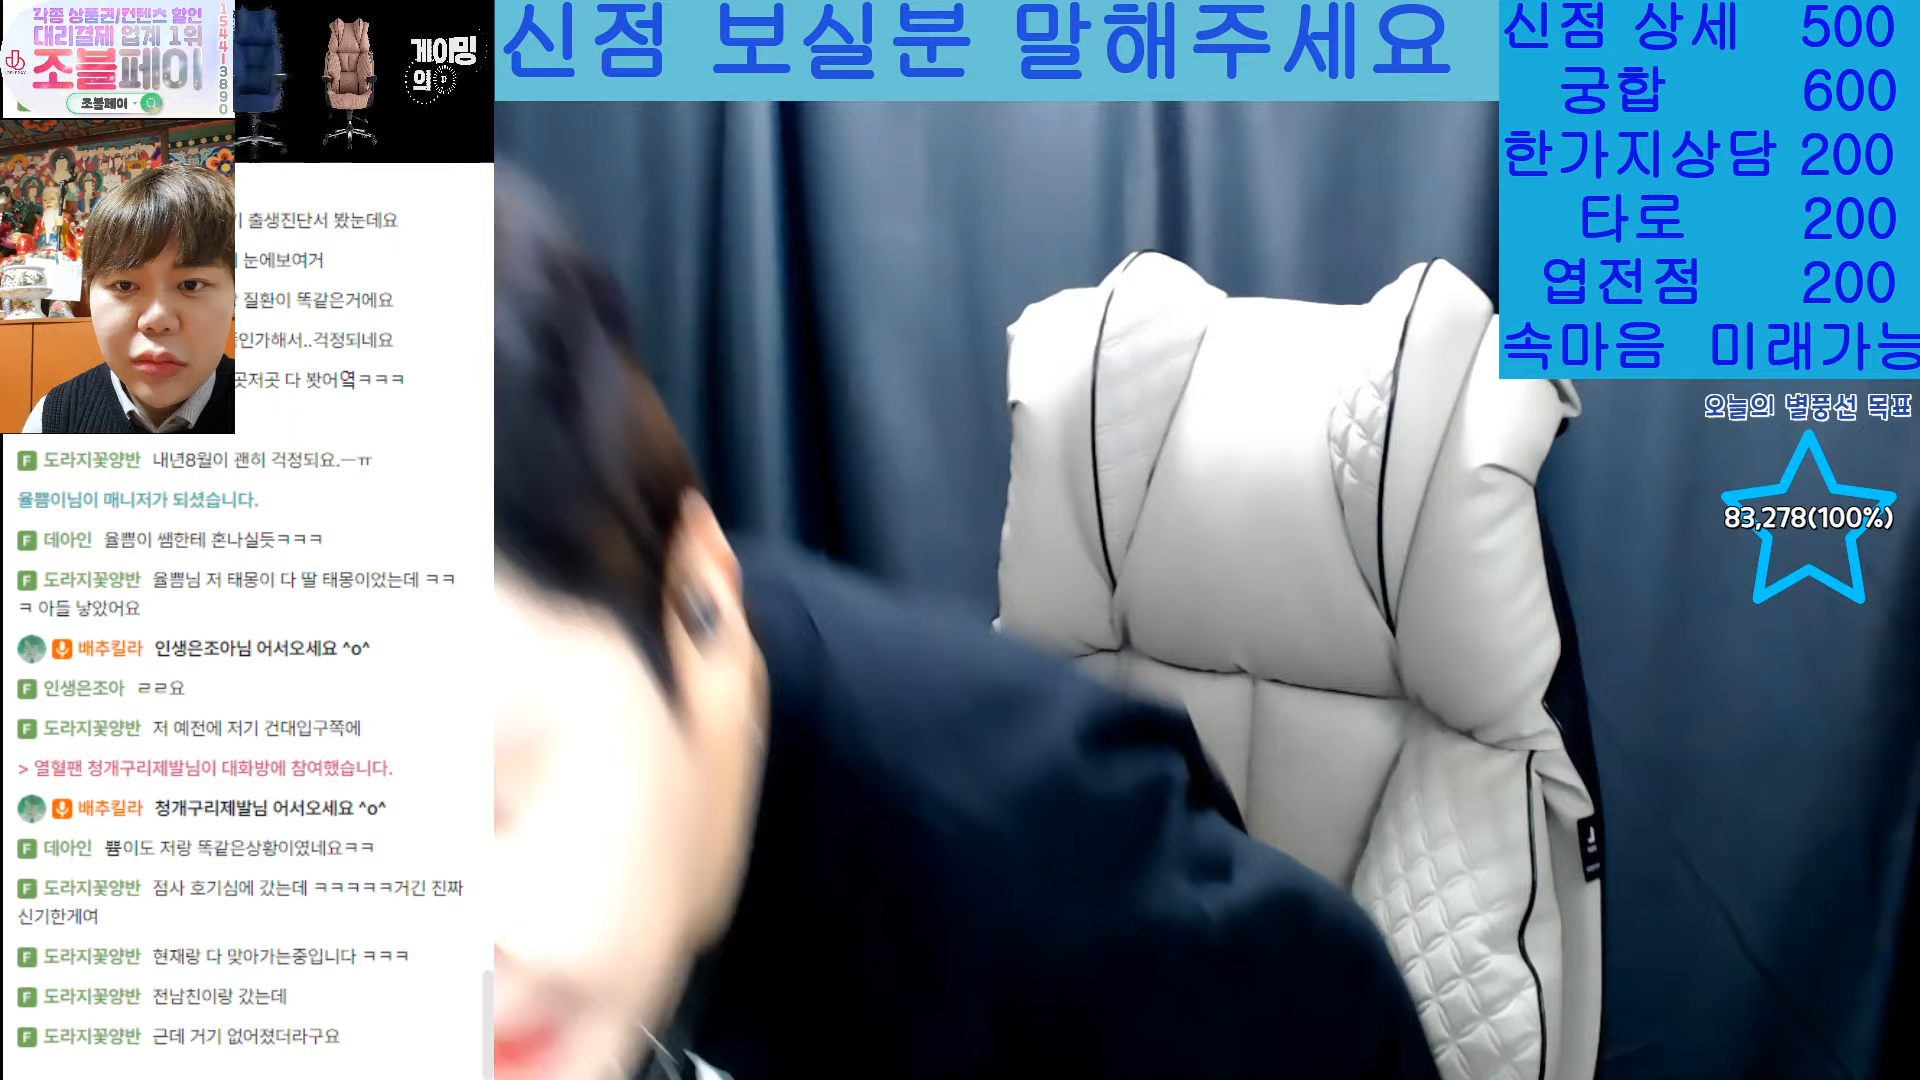 각종 상품권/컨텐츠 할인
대리결제 업계 1위
조블페이
조블페이
1544-3890
게이밍
의
신점 보실분 말해주세요
신점 상세 500
궁합 600
한가지상담 200
타로 200
엽전점 200
속마음 미래가능
오늘의 별풍선 목표
83,278(100%)
출생진단서 봤눈데요
눈에보여거
질환이 똑같은거에요
인가해서..걱정되네요
곳저곳 다 봣어역ㅋㅋㅋ
F 도라지꽃양반 내년8월이 괜히 걱정되요.ㅡㅠ
율쁨이님이 매니저가 되셨습니다.
F 데아인 율쁨이 쌤한테 혼나실듯ㅋㅋㅋ
F 도라지꽃양반 율쁨님 저 태몽이 다 딸 태몽이었는데 ㅋㅋ
ㅋ 아들 낳았어요
배추킬라 인생은조아님 어서오세요 ^o^
F 인생은조아 ㄹㄹ요
F 도라지꽃양반 저 예전에 저기 건대입구쪽에
> 열혈팬 청개구리제발님이 대화방에 참여했습니다.
배추킬라 청개구리제발님 어서오세요 ^o^
F 데아인 쁨이도 저랑 똑같은상황이였네요ㅋㅋ
F 도라지꽃양반 점사 호기심에 갔는데 ㅋㅋㅋㅋㅋ거긴 진짜
신기한게여
F 도라지꽃양반 현재랑 다 맞아가는중입니다 ㅋㅋㅋ
F 도라지꽃양반 전남친이랑 갔는데
F 도라지꽃양반 근데 거기 없어졌더라구요